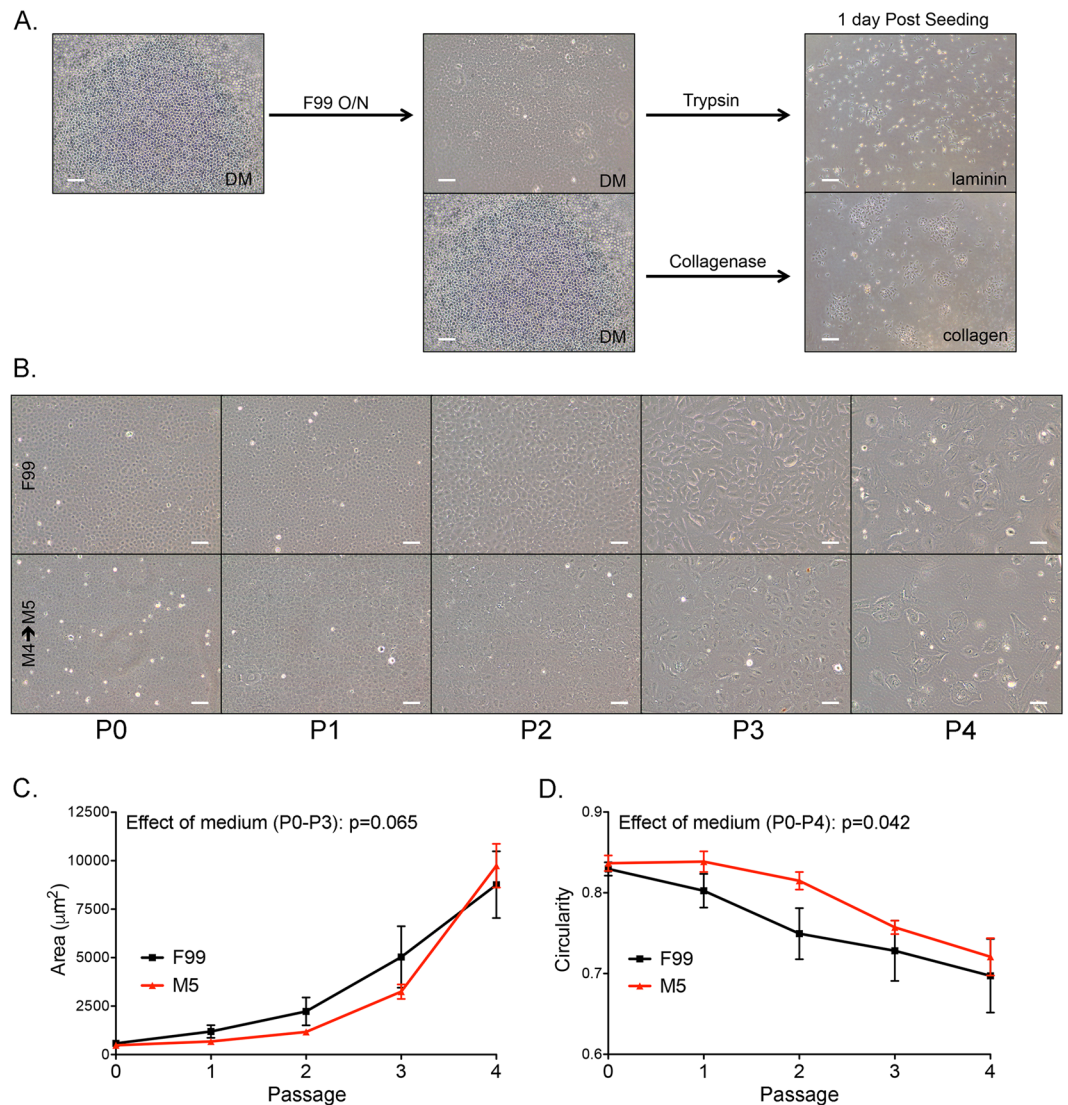 A.
1 day Post Seeding
F99 O/N
Trypsin
DM
DM
laminin
Collagenase
DM
collagen
B.
F99
M4➔M5
P0
P1
P2
P3
P4
C.
Effect of medium (P0-P3): p=0.065
12500
10000
7500
5000
2500
0
Area (μm²)
F99
M5
0
1
2
3
4
Passage
D.
Effect of medium (P0-P4): p=0.042
0.9
0.8
0.7
0.6
Circularity
F99
M5
0
1
2
3
4
Passage